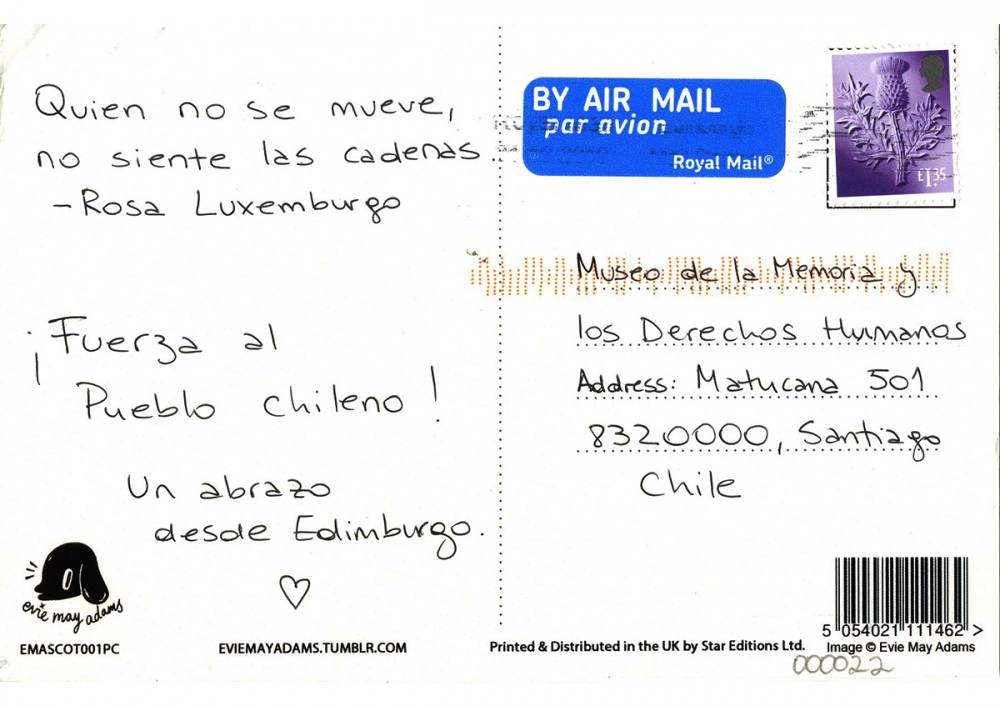 Quien no se mueve,
no siente las cadenas
- Rosa Luxemburgo
¡Fuerza al
Pueblo chileno!
Un abrazo
desde Edimburgo.
♡
evie may adams
EMASCOT001PC
EVIEMAYADAMS.TUMBLR.COM
BY AIR MAIL
par avion
Royal Mail®
£1.35
Museo de la Memoria y
los Derechos Humanos
Address: Matucana 501
8320000, Santiago
Chile
5 054021 111462 >
Printed & Distributed in the UK by Star Editions Ltd.
Image © Evie May Adams
000022